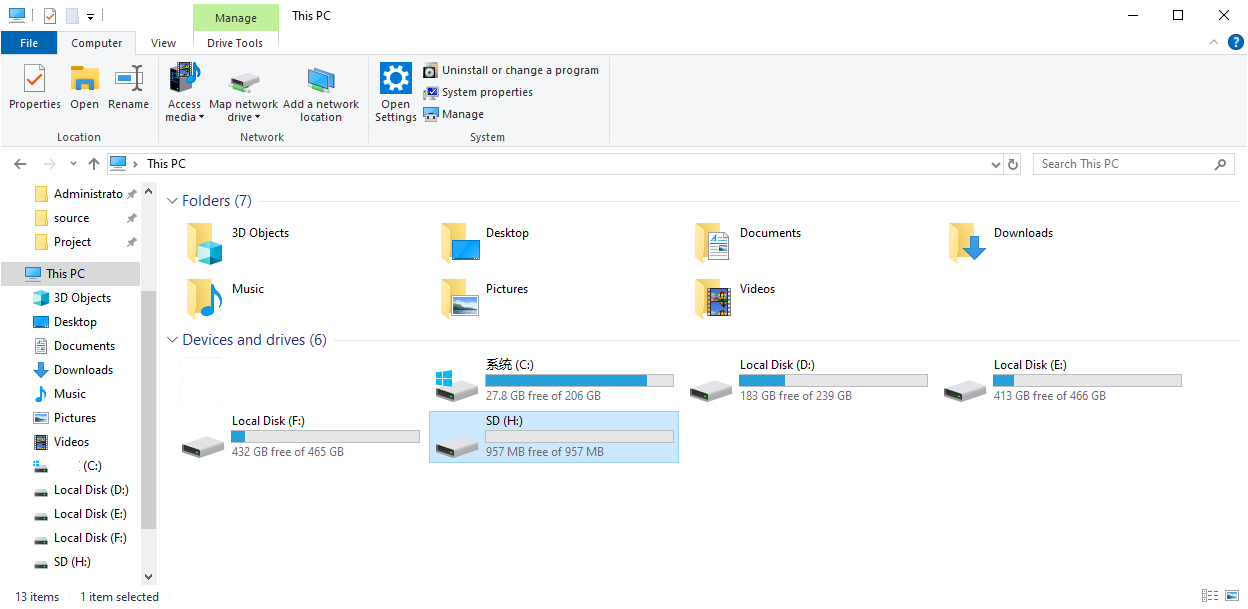 Manage
This PC
File
Computer
View
Drive Tools
Properties
Open
Rename
Access media
Map network drive
Add a network location
Open Settings
Uninstall or change a program
System properties
Manage
Location
Network
System
This PC
Search This PC
Administrato
source
Project
This PC
3D Objects
Desktop
Documents
Downloads
Music
Pictures
Videos
(C:)
Local Disk (D:)
Local Disk (E:)
Local Disk (F:)
SD (H:)
Folders (7)
3D Objects
Desktop
Documents
Downloads
Music
Pictures
Videos
Devices and drives (6)
系统 (C:)
27.8 GB free of 206 GB
Local Disk (D:)
183 GB free of 239 GB
Local Disk (E:)
413 GB free of 466 GB
Local Disk (F:)
432 GB free of 465 GB
SD (H:)
957 MB free of 957 MB
13 items
1 item selected